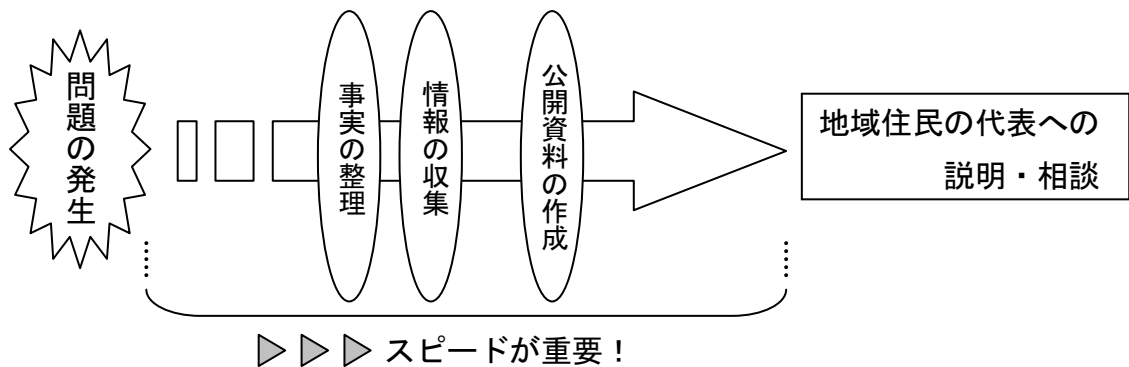 問題の発生
事実の整理
情報の収集
公開資料の作成
地域住民の代表への
説明・相談
スピードが重要！